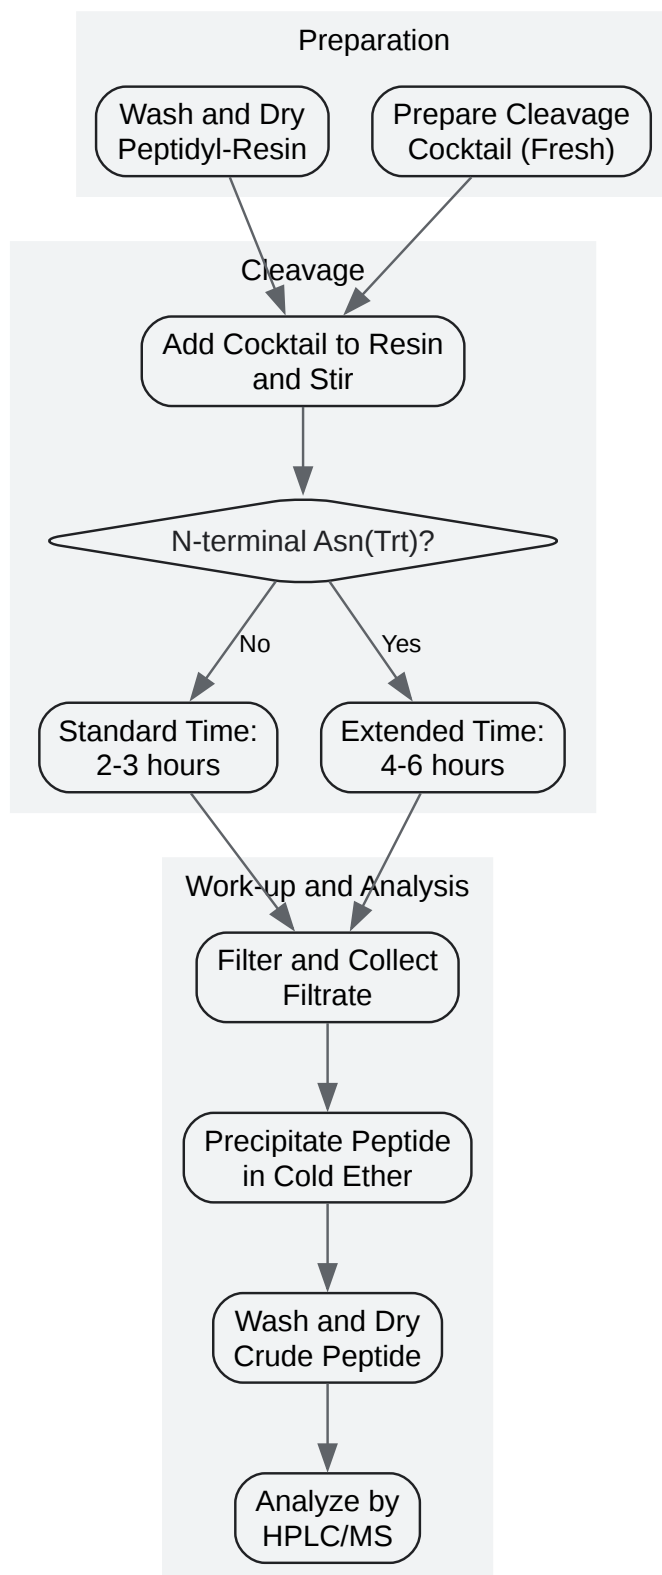 Preparation
Wash and Dry
Peptidyl-Resin
Prepare Cleavage
Cocktail (Fresh)
Cleavage
Add Cocktail to Resin
and Stir
N-terminal Asn(Trt)?
No
Yes
Standard Time:
2-3 hours
Extended Time:
4-6 hours
Work-up and Analysis
Filter and Collect
Filtrate
Precipitate Peptide
in Cold Ether
Wash and Dry
Crude Peptide
Analyze by
HPLC/MS